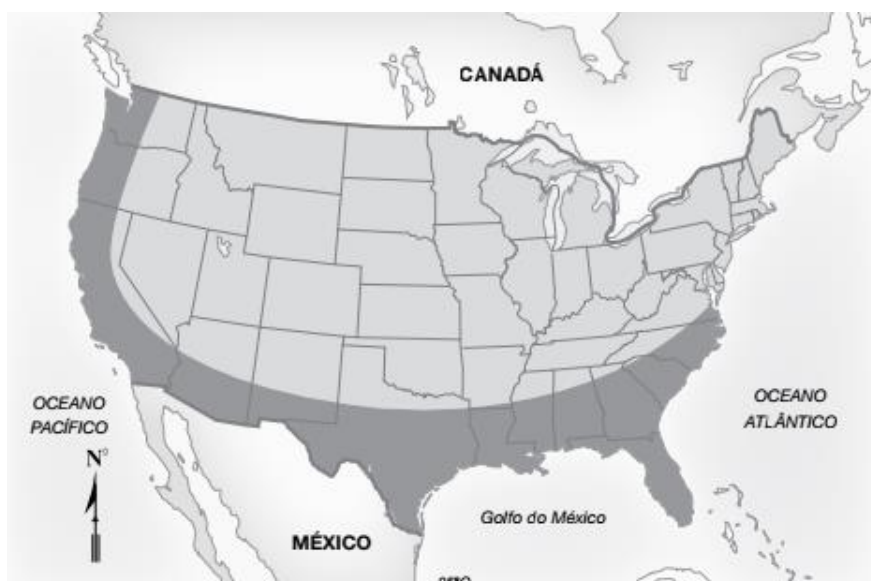 CANADÁ
OCEANO
PACÍFICO
OCEANO
ATLÂNTICO
N
Golfo do México
MÉXICO